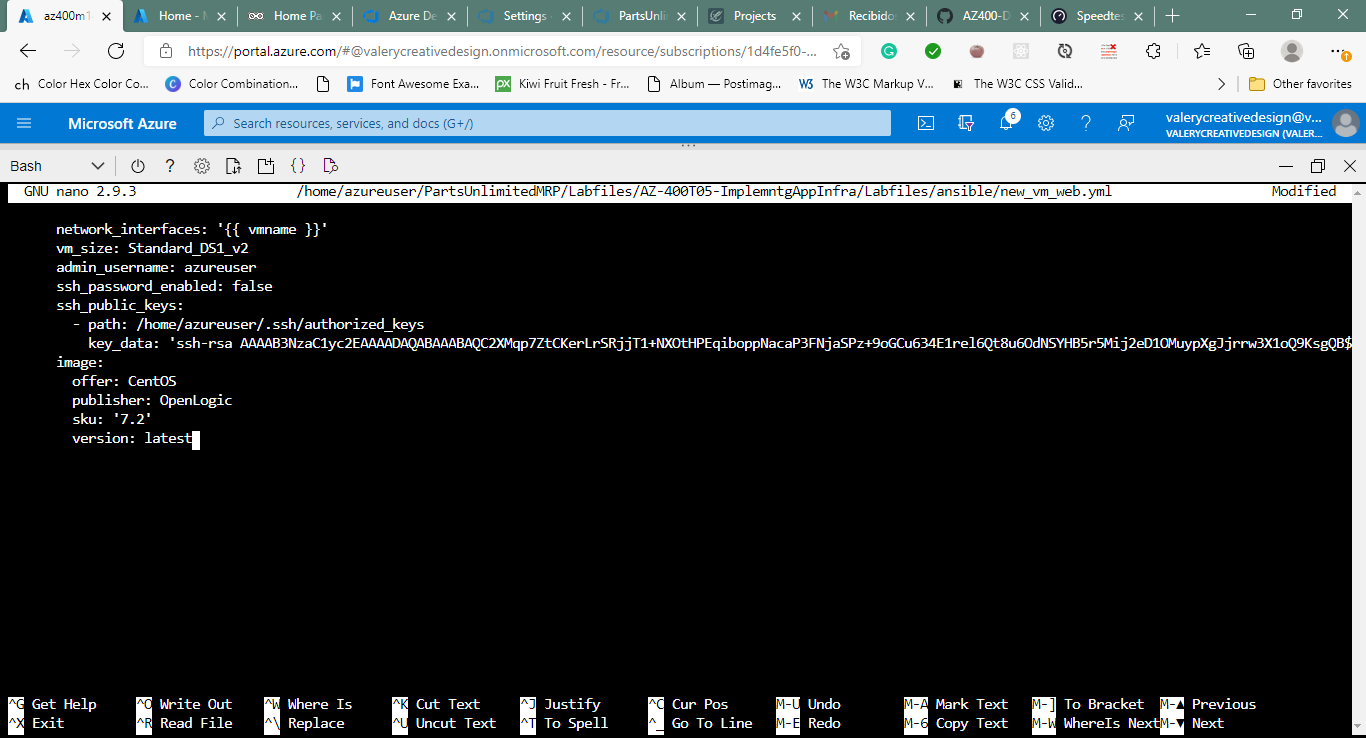 az400m1
Home - M
Home Pa
Azure De
Settings
PartsUnli
Projects
Recibidos
AZ400-D
Speedtes
https://portal.azure.com/#@valerycreativedesign.onmicrosoft.com/resource/subscriptions/1d4fe5f0-...
Color Hex Color Co...
Color Combination...
Font Awesome Exa...
Kiwi Fruit Fresh - Fr...
Album — Postimag...
The W3C Markup V...
The W3C CSS Valid...
Other favorites
Microsoft Azure
Search resources, services, and docs (G+/)
6
valerycreativedesign@v...
VALERYCREATIVEDESIGN (VALER...
Bash
GNU nano 2.9.3 /home/azureuser/PartsUnlimitedMRP/Labfiles/AZ-400T05-ImplemntgAppInfra/Labfiles/ansible/new_vm_web.yml Modified
network_interfaces: '{{ vmname }}'
vm_size: Standard_DS1_v2
admin_username: azureuser
ssh_password_enabled: false
ssh_public_keys:
- path: /home/azureuser/.ssh/authorized_keys
key_data: 'ssh-rsa AAAAB3NzaC1yc2EAAAADAQABAAABAQC2XMqp7ZtCKerLrSRjjT1+NXOtHPEqiboppNacaP3FNjaSPz+9oGCu634E1rel6Qt8u6OdNSYHB5r5Mij2eD1OMuypXgJjrrw3X1oQ9KsgQB$
image:
offer: CentOS
publisher: OpenLogic
sku: '7.2'
version: latest
^G Get Help ^O Write Out ^W Where Is ^K Cut Text ^J Justify ^C Cur Pos M-U Undo M-A Mark Text M-] To Bracket M-▲ Previous
^X Exit ^R Read File ^\ Replace ^U Uncut Text ^T To Spell ^_ Go To Line M-E Redo M-6 Copy Text M-W WhereIs Next M-▼ Next